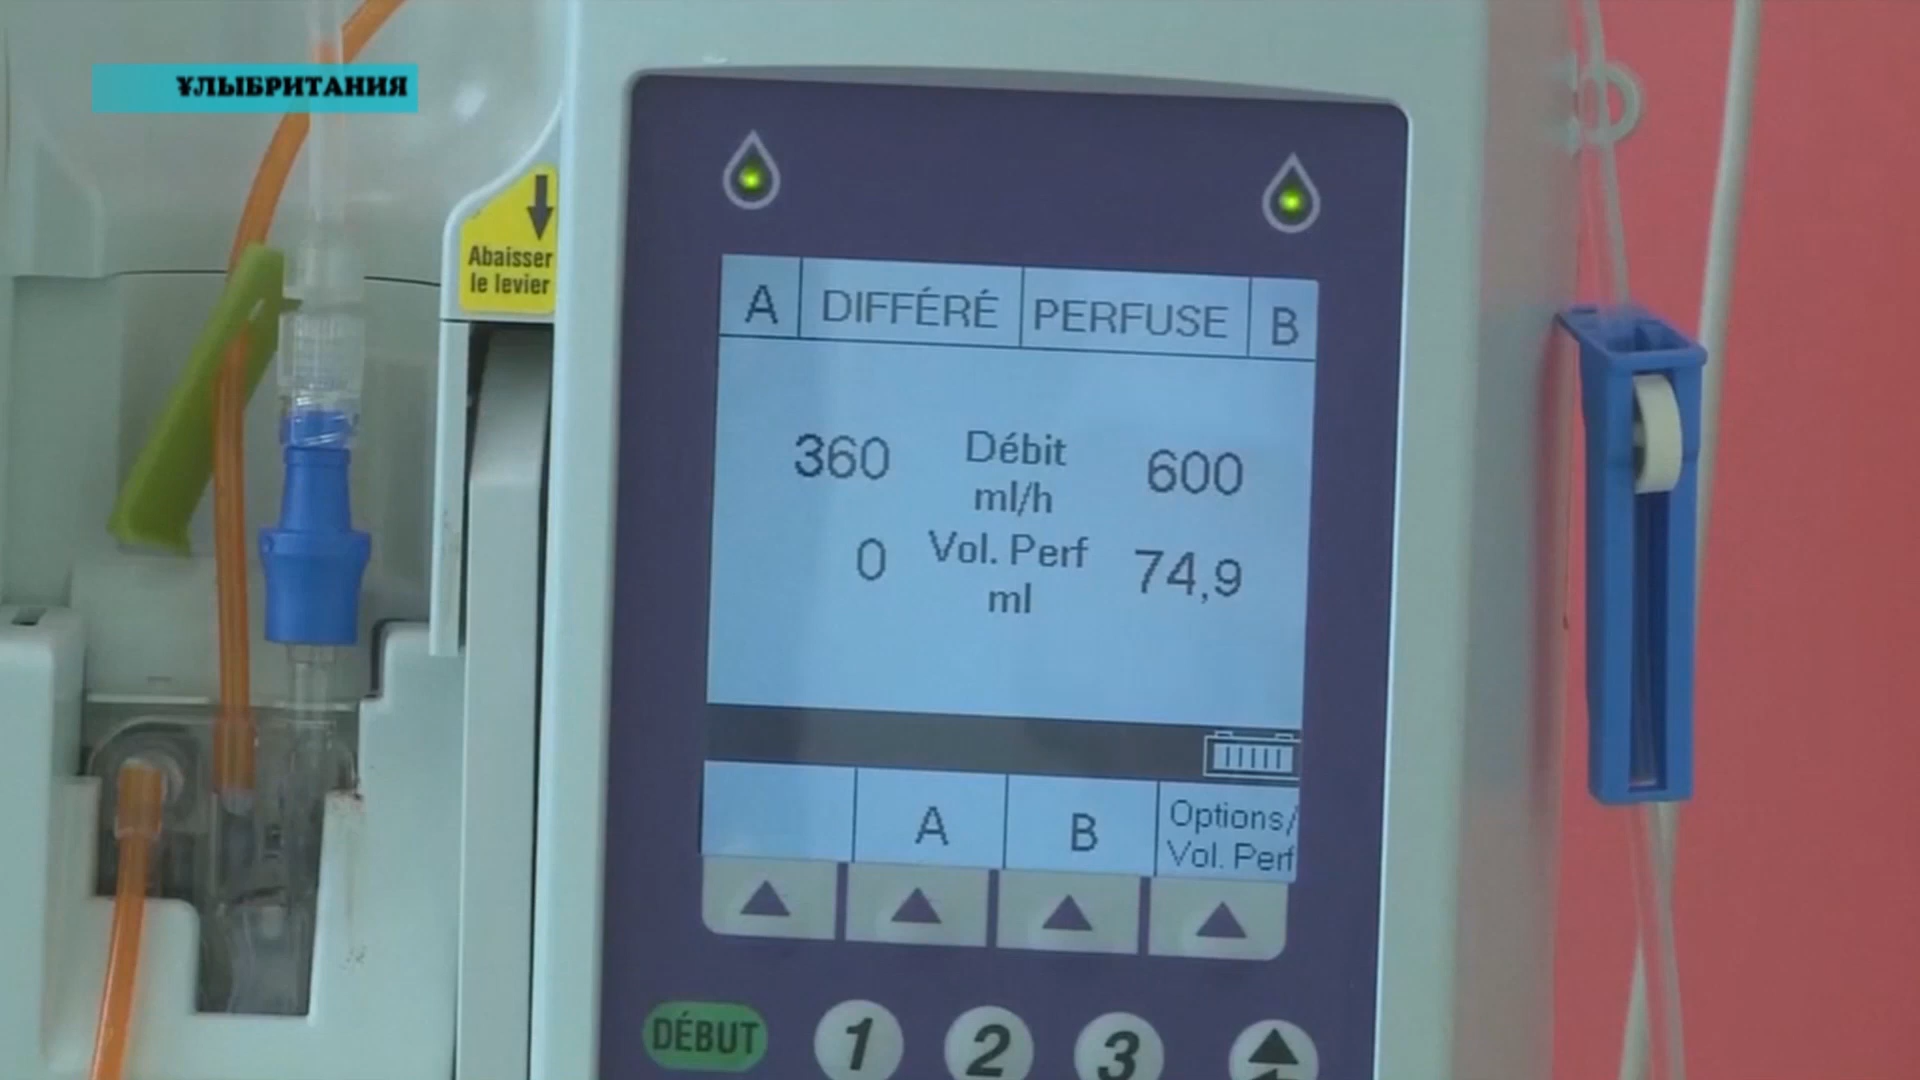 ҰЛЫБРИТАНИЯ
Abaisser
le levier
A DIFFÉRÉ PERFUSE B
360 Débit 600
ml/h
0 Vol. Perf 74,9
ml
A B Options/
Vol. Perf
DÉBUT 1 2 3